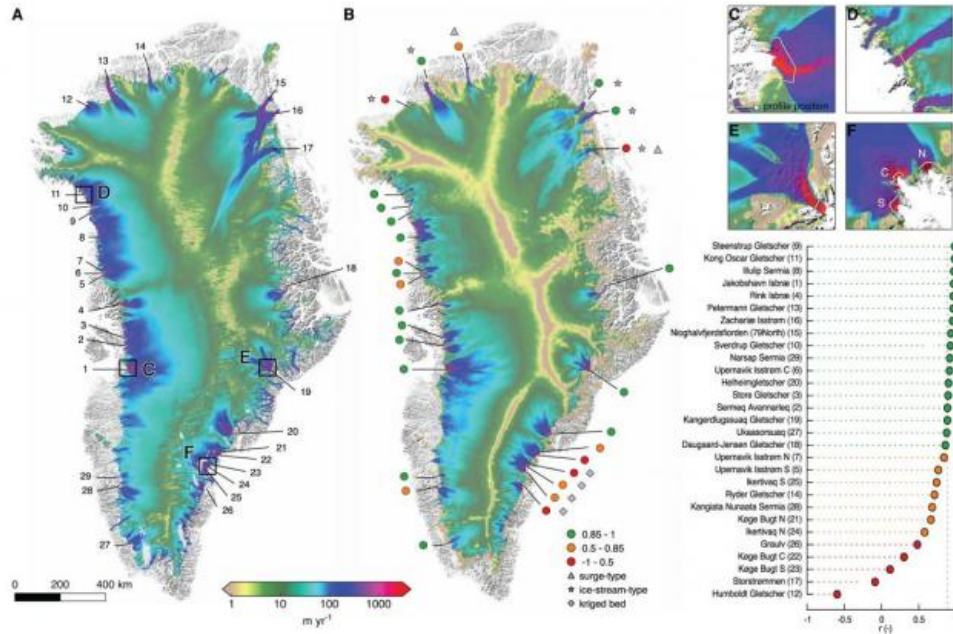 A
B
C
D
profile position
E
F
N
C
S
14
13
12
15
16
17
11
D
10
9
8
7
6
5
4
3
2
1
C
18
E
19
20
21
F
22
23
24
25
26
29
28
27
0 200 400 km
1 10 100 1000
m yr⁻¹
0.85 - 1
0.5 - 0.85
-1 - 0.5
surge-type
ice-stream-type
kriged bed
Steenstrup Gletscher (9)
Kong Oscar Gletscher (11)
Illulip Sermia (8)
Jakobshavn Isbræ (1)
Rink Isbræ (4)
Petermann Gletscher (13)
Zachariæ Isstrøm (16)
Nioghalvfjerdsfjorden (79North) (15)
Sverdrup Gletscher (10)
Narsap Sermia (29)
Upernavik Isstrøm C (6)
Helheimgletscher (20)
Store Gletscher (3)
Sermeq Avannarleq (2)
Kangerdlugssuaq Gletscher (19)
Ukaasorsuaq (27)
Daugaard-Jensen Gletscher (18)
Upernavik Isstrøm N (7)
Upernavik Isstrøm S (5)
Ikertivaq S (25)
Ryder Gletscher (14)
Kangiata Nunaata Sermia (28)
Køge Bugt N (21)
Ikertivaq N (24)
Graulv (26)
Køge Bugt C (22)
Køge Bugt S (23)
Storstrømmen (17)
Humboldt Gletscher (12)
-1 -0.5 0 0.5
r (-)